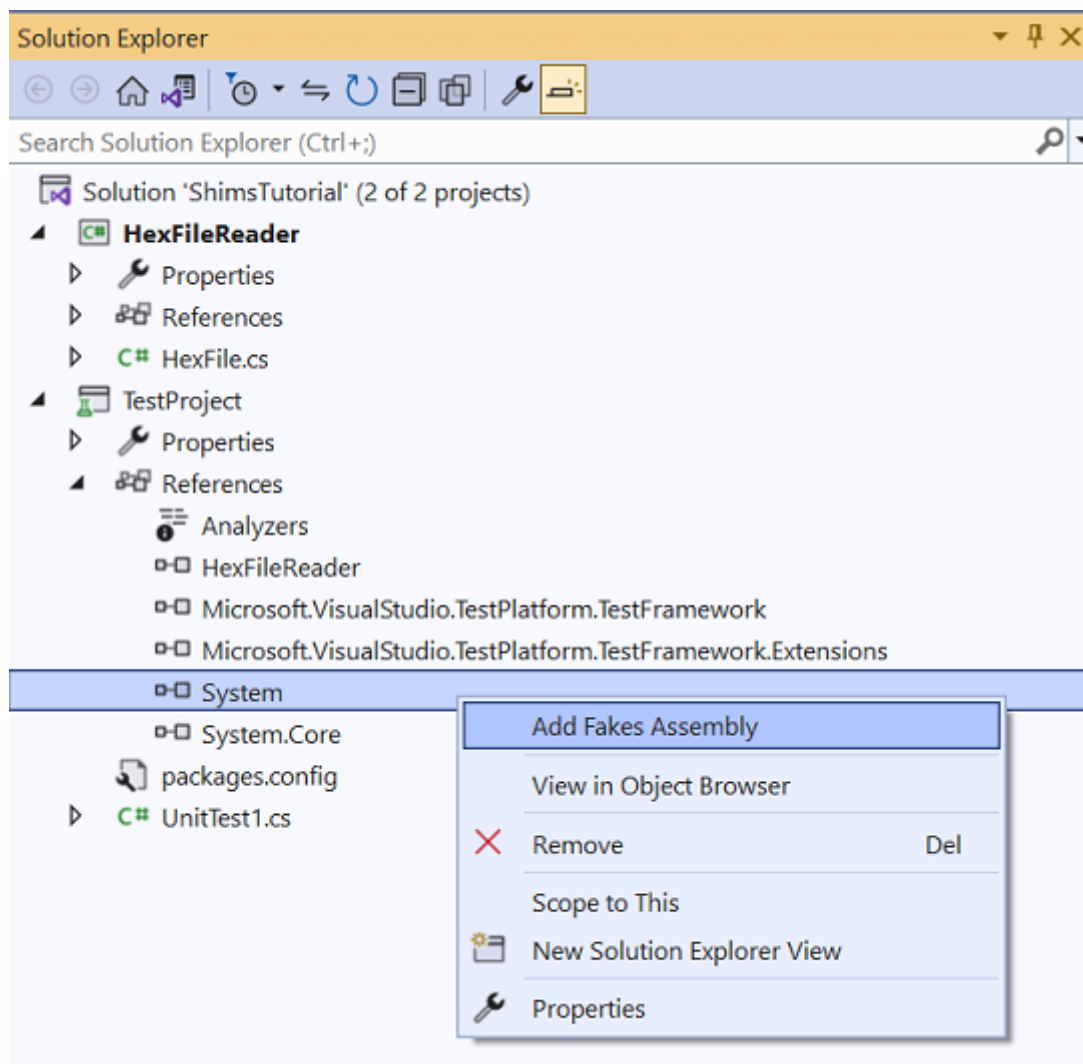 Solution Explorer
Search Solution Explorer (Ctrl+;)
Solution 'ShimsTutorial' (2 of 2 projects)
C# HexFileReader
Properties
References
C# HexFile.cs
TestProject
Properties
References
Analyzers
HexFileReader
Microsoft.VisualStudio.TestPlatform.TestFramework
Microsoft.VisualStudio.TestPlatform.TestFramework.Extensions
System
Add Fakes Assembly
System.Core
packages.config
View in Object Browser
C# UnitTest1.cs
Remove Del
Scope to This
New Solution Explorer View
Properties